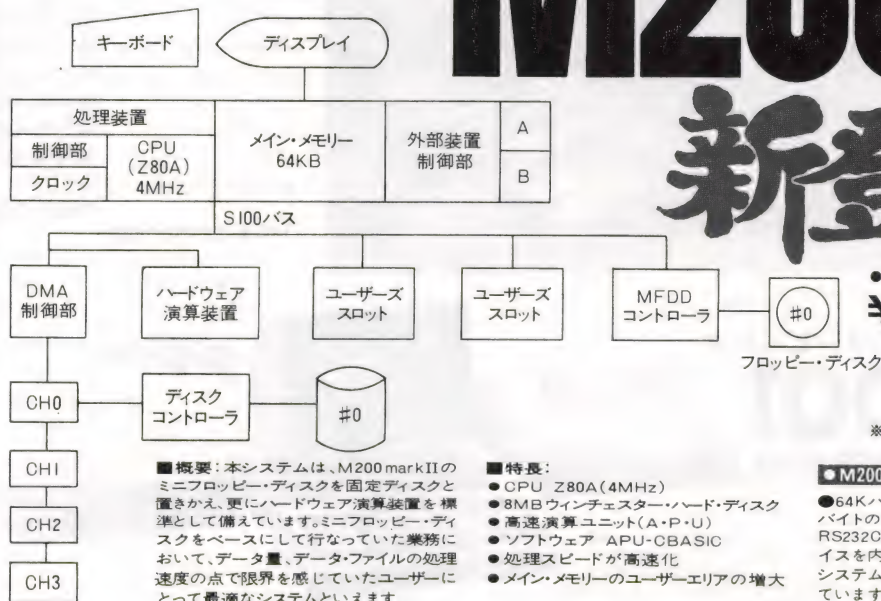 M200
新登
キーボード
ディスプレイ
処理装置
制御部
クロック
CPU
(Z80A)
4MHz
メイン・メモリー
64KB
外部装置
制御部
A
B
S100バス
DMA
制御部
ハードウェア
演算装置
ユーザーズ
スロット
ユーザーズ
スロット
MFDD
コントローラ
#0
フロッピー・ディスク
CH0
ディスク
コントローラ
#0
CH1
CH2
CH3
■概要:本システムは、M200 markIIの
ミニフロッピー・ディスクを固定ディスクと
置きかえ、更にハードウェア演算装置を標
準として備えています。ミニフロッピー・ディ
スクをベースにして行なっていた業務に
おいて、データ量、データ・ファイルの処理
速度の点で限界を感じていたユーザーに
とって最適なシステムといえます。
■特長:
●CPU Z80A(4MHz)
●8MBウィンチェスター・ハード・ディスク
●高速演算ユニット(A・P・U)
●ソフトウェア APU-CBASIC
●処理スピードが高速化
●メイン・メモリーのユーザーエリアの増大
※
●M200
●64Kバ
バイトの
RS232C
イスを内
システム
ています